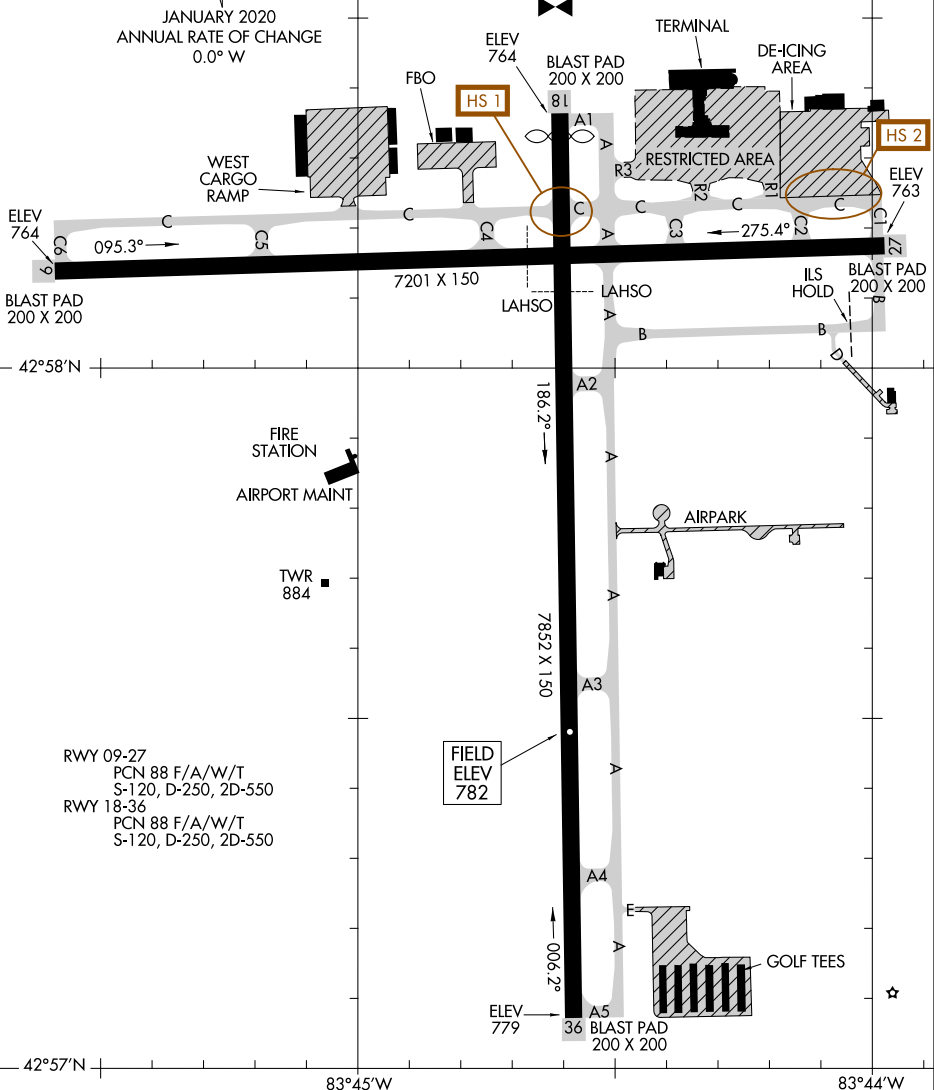 JANUARY 2020
ANNUAL RATE OF CHANGE
0.0° W
ELEV
764
BLAST PAD
200 X 200
TERMINAL
DE-ICING
AREA
FBO
HS 1
18
A1
A
HS 2
WEST
CARGO
RAMP
R3
RESTRICTED AREA
R2
R1
ELEV
763
ELEV
764
C
C
C
C
C
C
C1
C6
095.3°
C5
C4
A
C3
275.4°
C2
9
27
7201 X 150
BLAST PAD
200 X 200
ILS
HOLD
BLAST PAD
200 X 200
LAHSO
LAHSO
A
B
B
B
D
42°58'N
186.2°
A2
FIRE
STATION
A
AIRPORT MAINT
AIRPARK
TWR
884
A
7852 X 150
A3
FIELD
ELEV
782
A
RWY 09-27
PCN 88 F/A/W/T
S-120, D-250, 2D-550
RWY 18-36
PCN 88 F/A/W/T
S-120, D-250, 2D-550
A4
E
006.2°
A
GOLF TEES
ELEV
779
A5
36
BLAST PAD
200 X 200
42°57'N
83°45'W
83°44'W